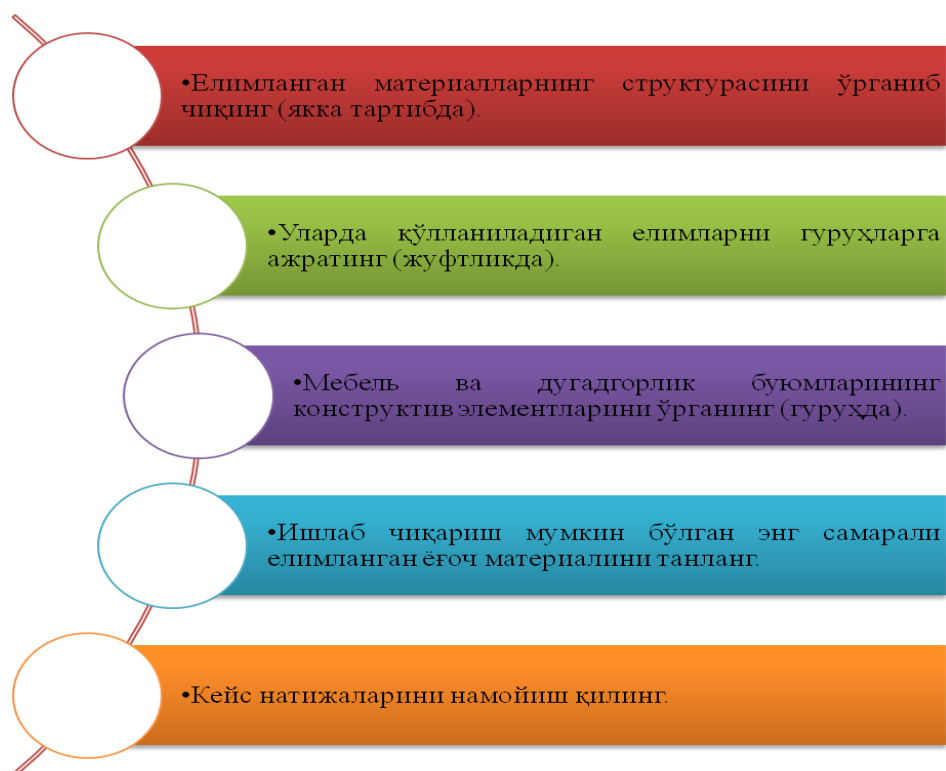 •Елимланган материалларнинг структурасини ўрганиб
чиқинг (якка тартибда).
•Уларда қўлланиладиган елимларни гуруҳларга
ажратинг (жуфтликда).
•Мебель ва дугадгорлик буюмларининг
конструктив элементларини ўрганинг (гуруҳда).
•Ишлаб чиқариш мумкин бўлган энг самарали
елимланган ёғоч материалини танланг.
•Кейс натижаларини намойиш қилинг.